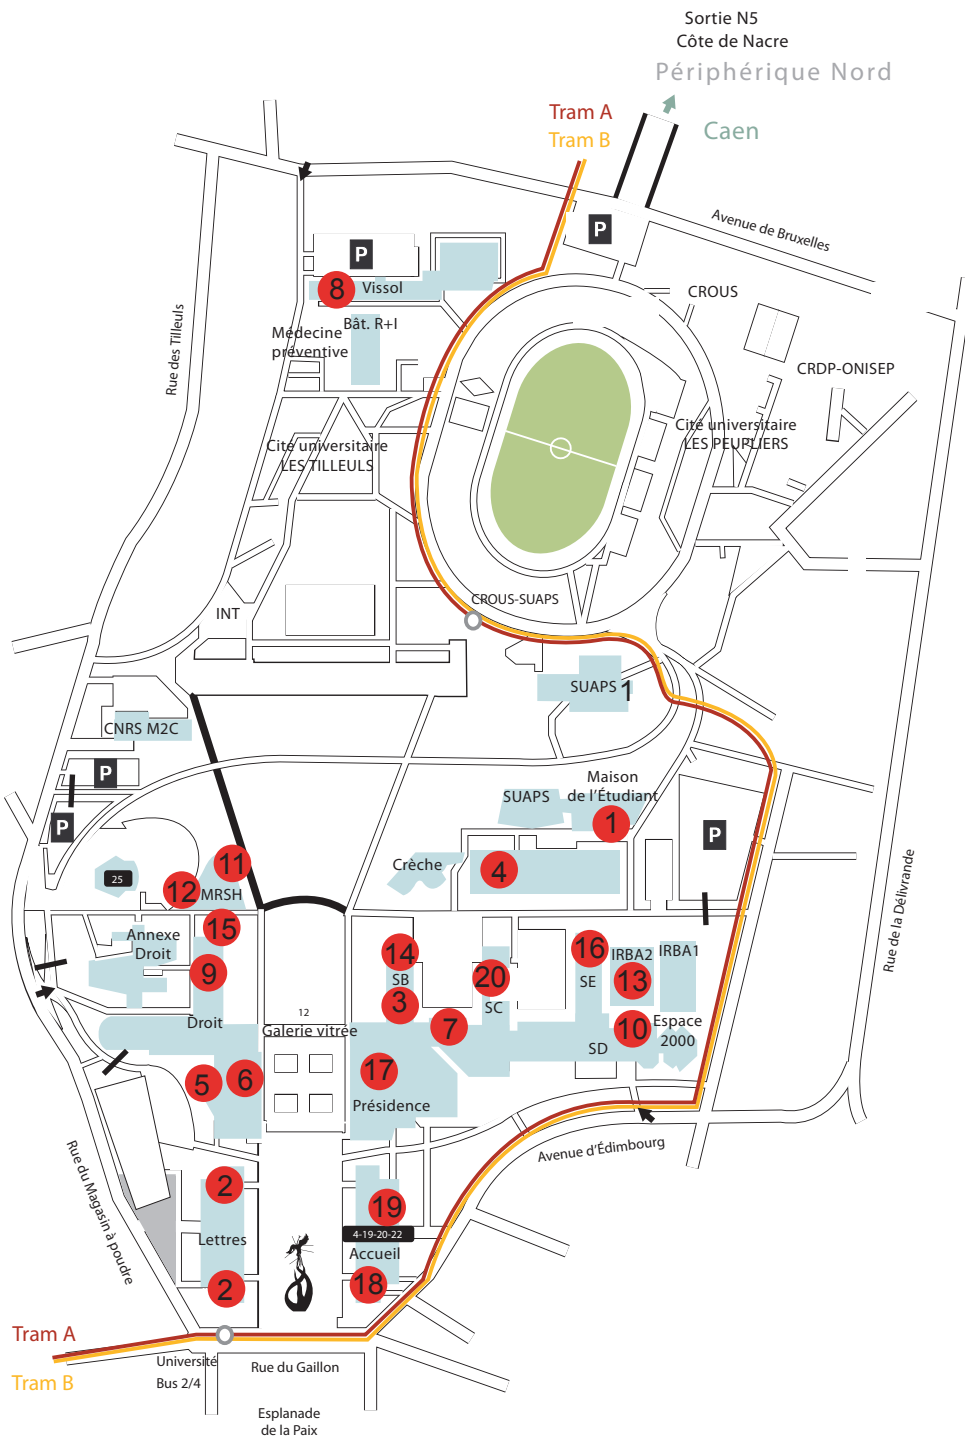 Sortie N5
Côte de Nacre
Périphérique Nord
Tram A
Tram B
Caen
Avenue de Bruxelles
P
P
8
Vissol
Bât. R+I
Médecine
préventive
Rue des Tilleuls
CROUS
CRDP-ONISEP
Cité universitaire
LES TILLEULS
Cité universitaire
LES PEUPLIERS
CROUS-SUAPS
INT
SUAPS 1
CNRS M2C
P
P
P
Maison
de l’Étudiant
SUAPS
1
Crèche
4
Rue de la Délivrande
11
12
MRSH
25
15
Annexe
Droit
9
Droit
14
SB
3
20
SC
16
SE
IRBA2
13
IRBA1
7
10
SD
Espace
2000
12
Galerie vitrée
5
6
17
Présidence
Avenue d’Édimbourg
Rue du Magasin à poudre
2
Lettres
2
19
4-19-20-22
Accueil
18
Tram A
Tram B
Université
Bus 2/4
Rue du Gaillon
Esplanade
de la Paix